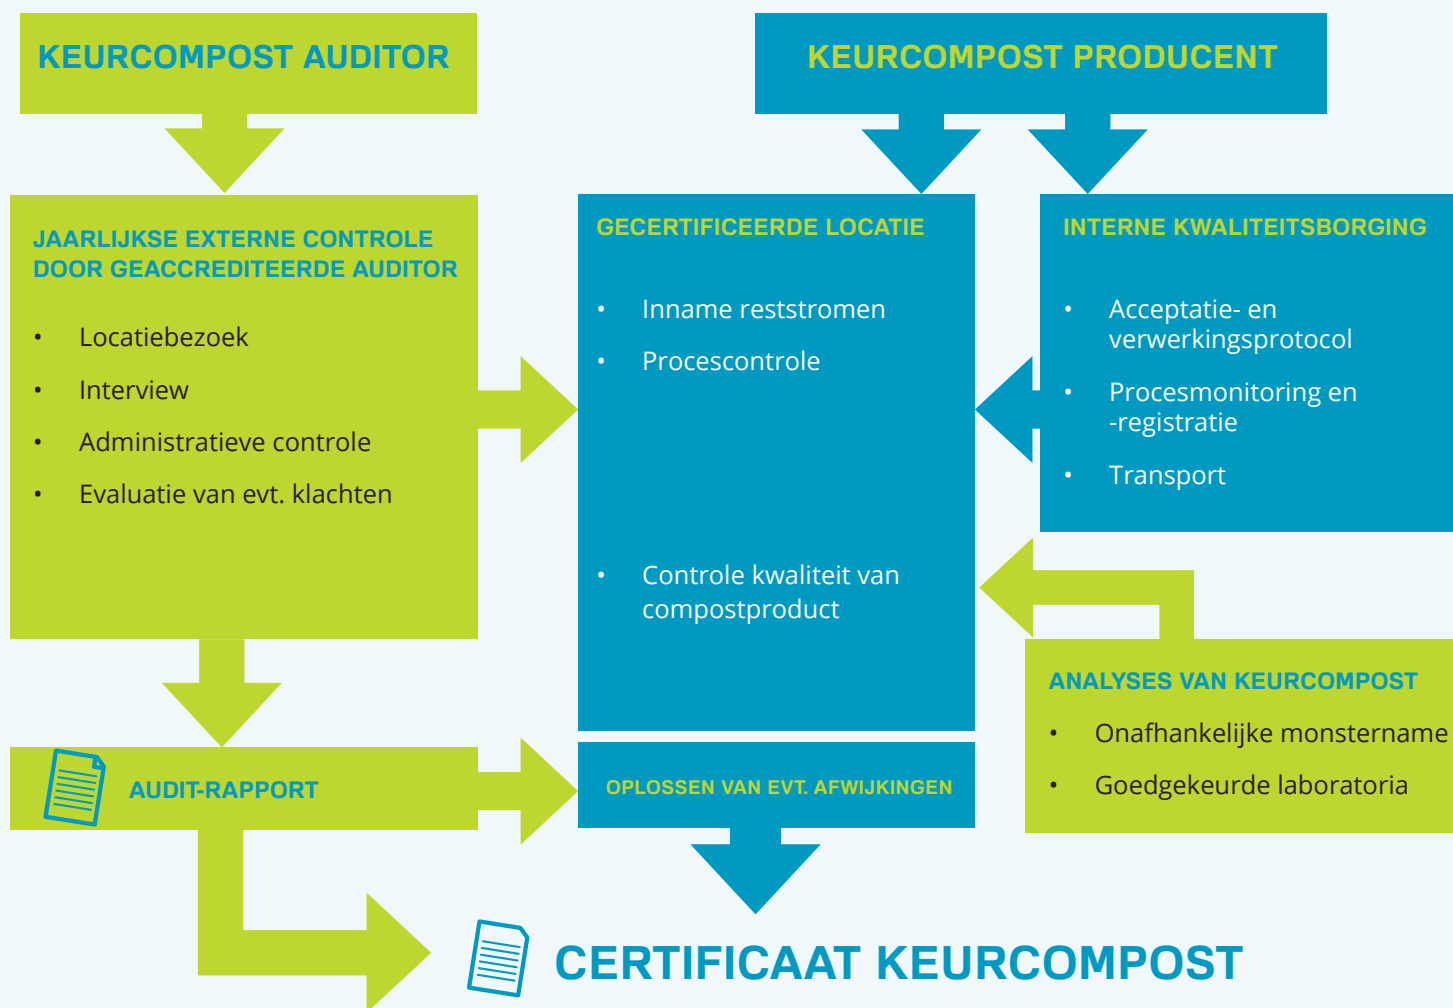 KEURCOMPOST AUDITOR
KEURCOMPOST PRODUCENT
JAARLIJKSE EXTERNE CONTROLE
DOOR GEACCREDITEERDE AUDITOR
• Locatiebezoek
• Interview
• Administratieve controle
• Evaluatie van evt. klachten
GECERTIFICEERDE LOCATIE
• Inname reststromen
• Procescontrole
• Controle kwaliteit van
compostproduct
INTERNE KWALITEITSBORGING
• Acceptatie- en
verwerkingsprotocol
• Procesmonitoring en
-registratie
• Transport
ANALYSES VAN KEURCOMPOST
• Onafhankelijke monstername
• Goedgekeurde laboratoria
AUDIT-RAPPORT
OPLOSSEN VAN EVT. AFWIJKINGEN
CERTIFICAAT KEURCOMPOST